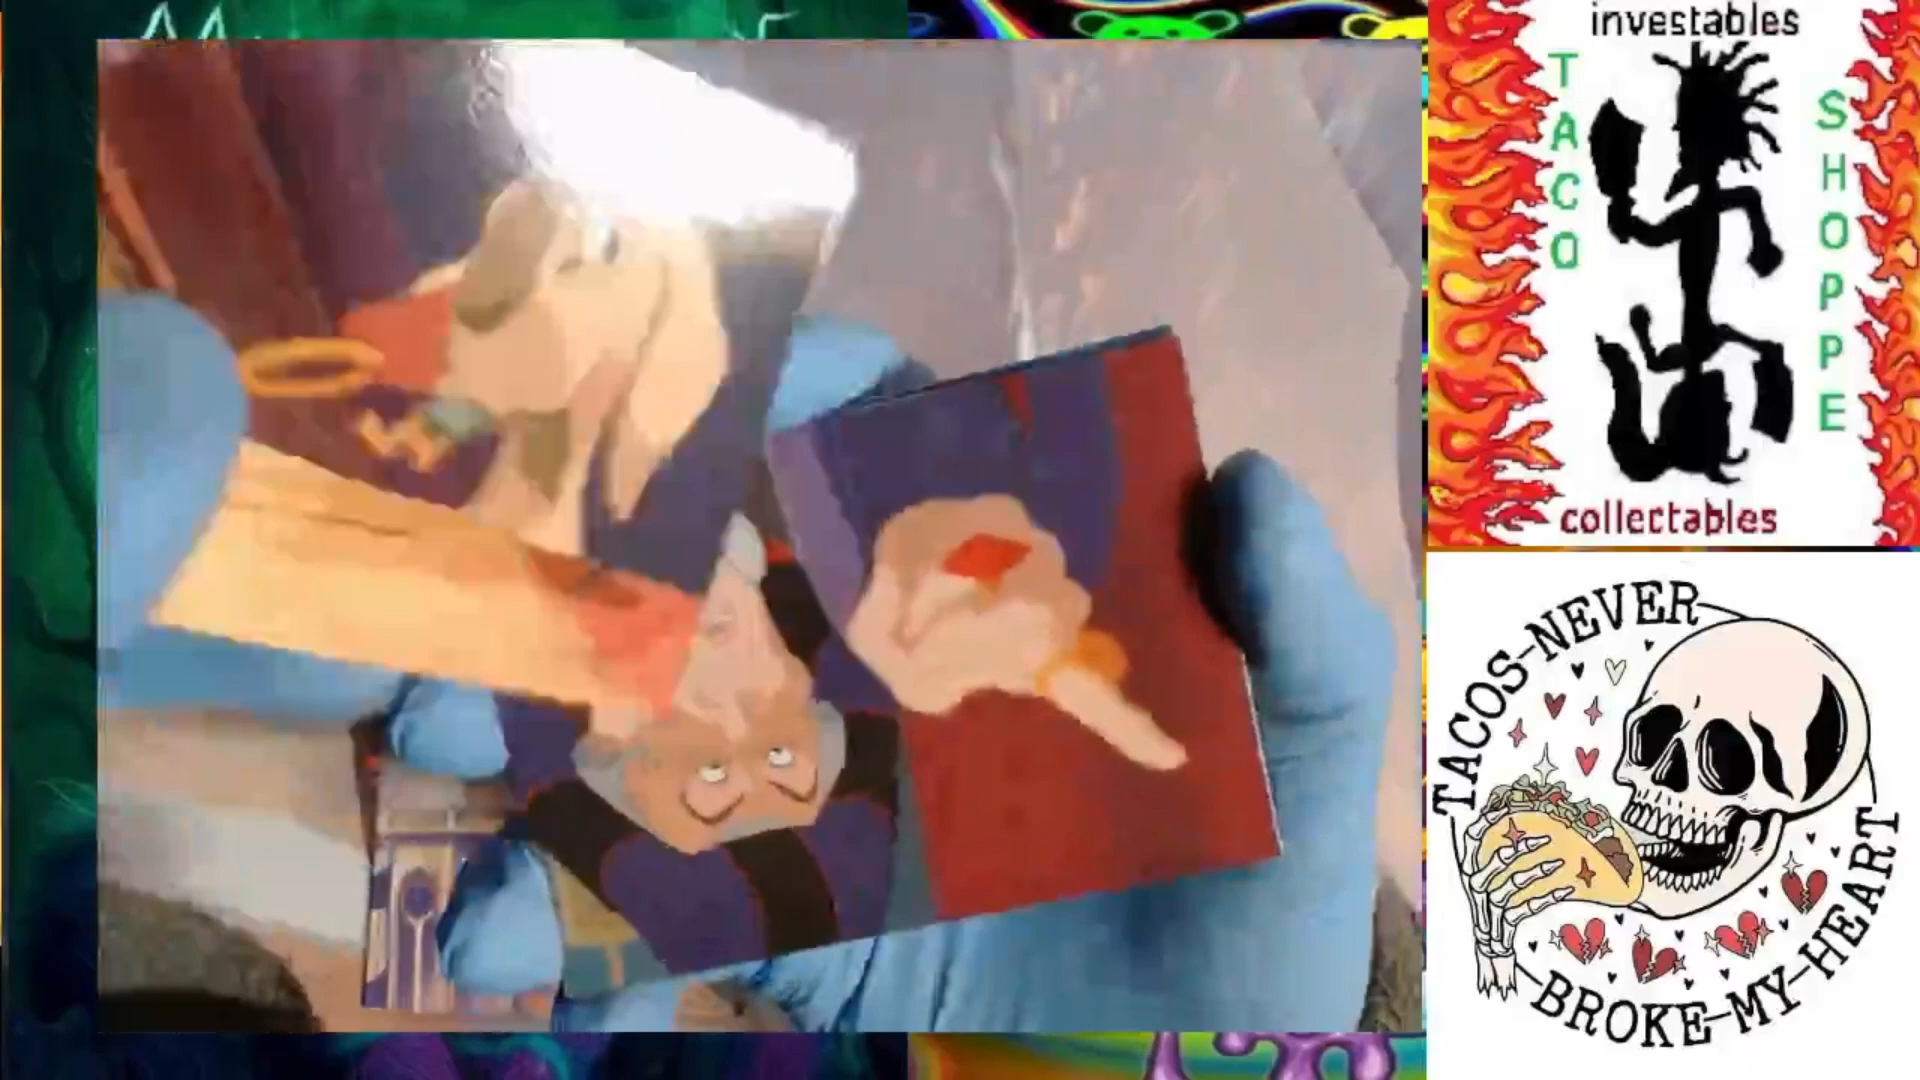 investables
TACO
SHOPPE
collectables
TACOS-NEVER
BROKE-MY-HEART